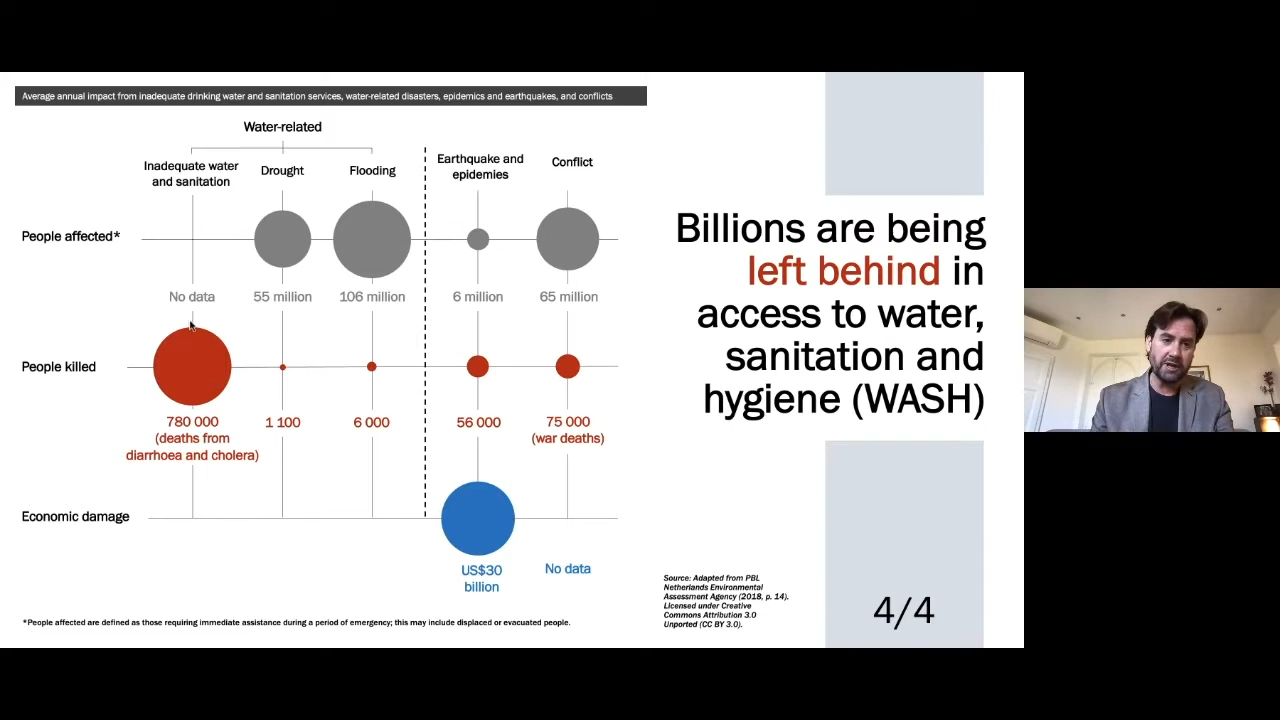 Average annual impact from inadequate drinking water and sanitation services, water-related disasters, epidemics and earthquakes, and conflicts
Water-related
Inadequate water
and sanitation
Drought
Flooding
Earthquake and
epidemies
Conflict
People affected*
No data
55 million
106 million
6 million
65 million
People killed
780 000
(deaths from
diarrhoea and cholera)
1 100
6 000
56 000
75 000
(war deaths)
Economic damage
US$30
billion
No data
*People affected are defined as those requiring immediate assistance during a period of emergency; this may include displaced or evacuated people.
Billions are being
left behind in
access to water,
sanitation and
hygiene (WASH)
Source: Adapted from PBL
Netherlands Environmental
Assessment Agency (2018, p. 14).
Licensed under Creative
Commons Attribution 3.0
Unported (CC BY 3.0).
4/4